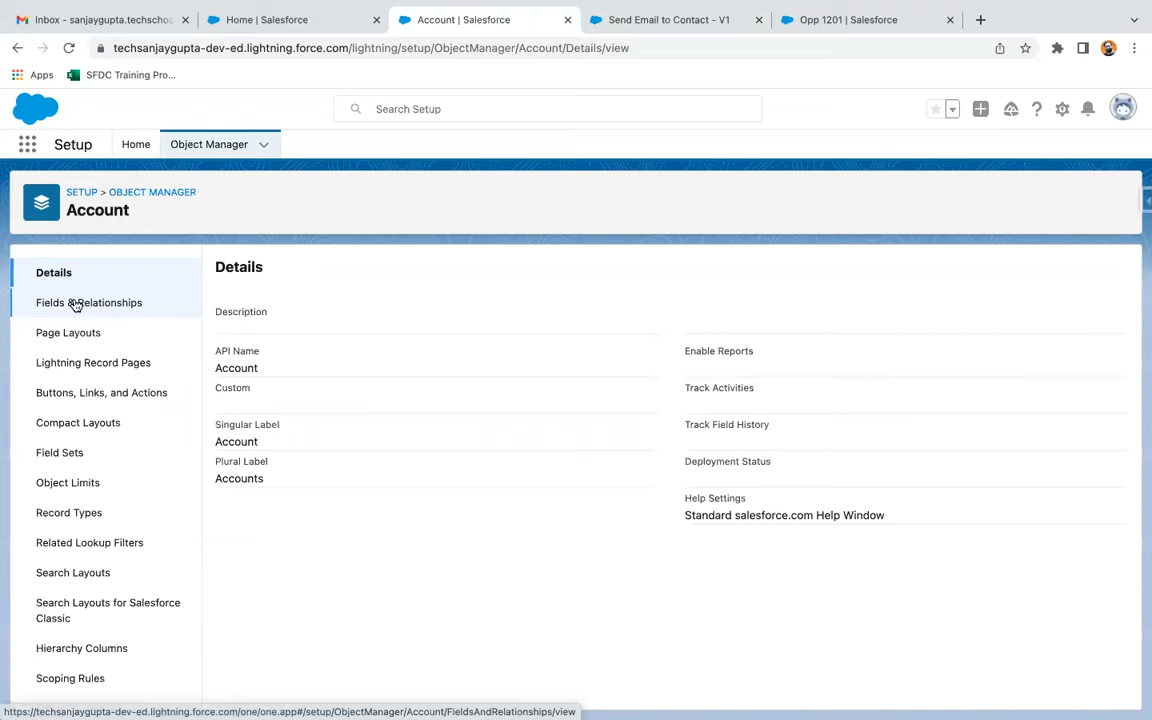 Inbox - sanjaygupta.techschoo
Home | Salesforce
Account | Salesforce
Send Email to Contact - V1
Opp 1201 | Salesforce
techsanjaygupta-dev-ed.lightning.force.com/lightning/setup/ObjectManager/Account/Details/view
Apps
SFDC Training Pro...
Search Setup
Setup
Home
Object Manager
SETUP > OBJECT MANAGER
Account
Details
Fields & Relationships
Page Layouts
Lightning Record Pages
Buttons, Links, and Actions
Compact Layouts
Field Sets
Object Limits
Record Types
Related Lookup Filters
Search Layouts
Search Layouts for Salesforce
Classic
Hierarchy Columns
Scoping Rules
Details
Description
API Name
Account
Custom
Singular Label
Account
Plural Label
Accounts
Enable Reports
Track Activities
Track Field History
Deployment Status
Help Settings
Standard salesforce.com Help Window
https://techsanjaygupta-dev-ed.lightning.force.com/one/one.app#/setup/ObjectManager/Account/FieldsAndRelationships/view